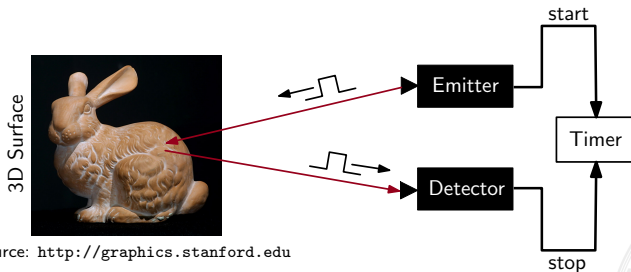 start
Emitter
3D Surface
Timer
Detector
urce: http://graphics.stanford.edu
stop